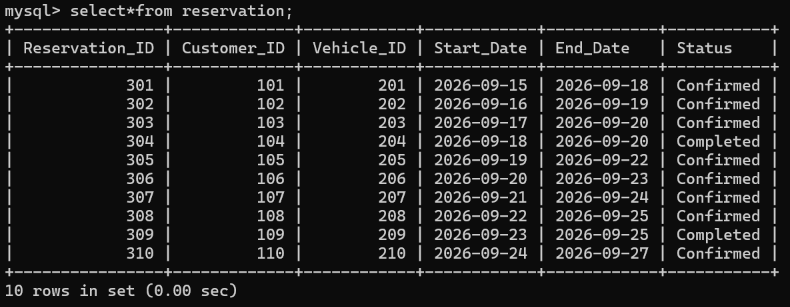 mysql> select*from reservation;
+----------------+-------------+------------+------------+------------+-----------+
| Reservation_ID | Customer_ID | Vehicle_ID | Start_Date | End_Date   | Status    |
+----------------+-------------+------------+------------+------------+-----------+
|            301 |         101 |        201 | 2026-09-15 | 2026-09-18 | Confirmed |
|            302 |         102 |        202 | 2026-09-16 | 2026-09-19 | Confirmed |
|            303 |         103 |        203 | 2026-09-17 | 2026-09-20 | Confirmed |
|            304 |         104 |        204 | 2026-09-18 | 2026-09-20 | Completed |
|            305 |         105 |        205 | 2026-09-19 | 2026-09-22 | Confirmed |
|            306 |         106 |        206 | 2026-09-20 | 2026-09-23 | Confirmed |
|            307 |         107 |        207 | 2026-09-21 | 2026-09-24 | Confirmed |
|            308 |         108 |        208 | 2026-09-22 | 2026-09-25 | Confirmed |
|            309 |         109 |        209 | 2026-09-23 | 2026-09-25 | Completed |
|            310 |         110 |        210 | 2026-09-24 | 2026-09-27 | Confirmed |
+----------------+-------------+------------+------------+------------+-----------+
10 rows in set (0.00 sec)